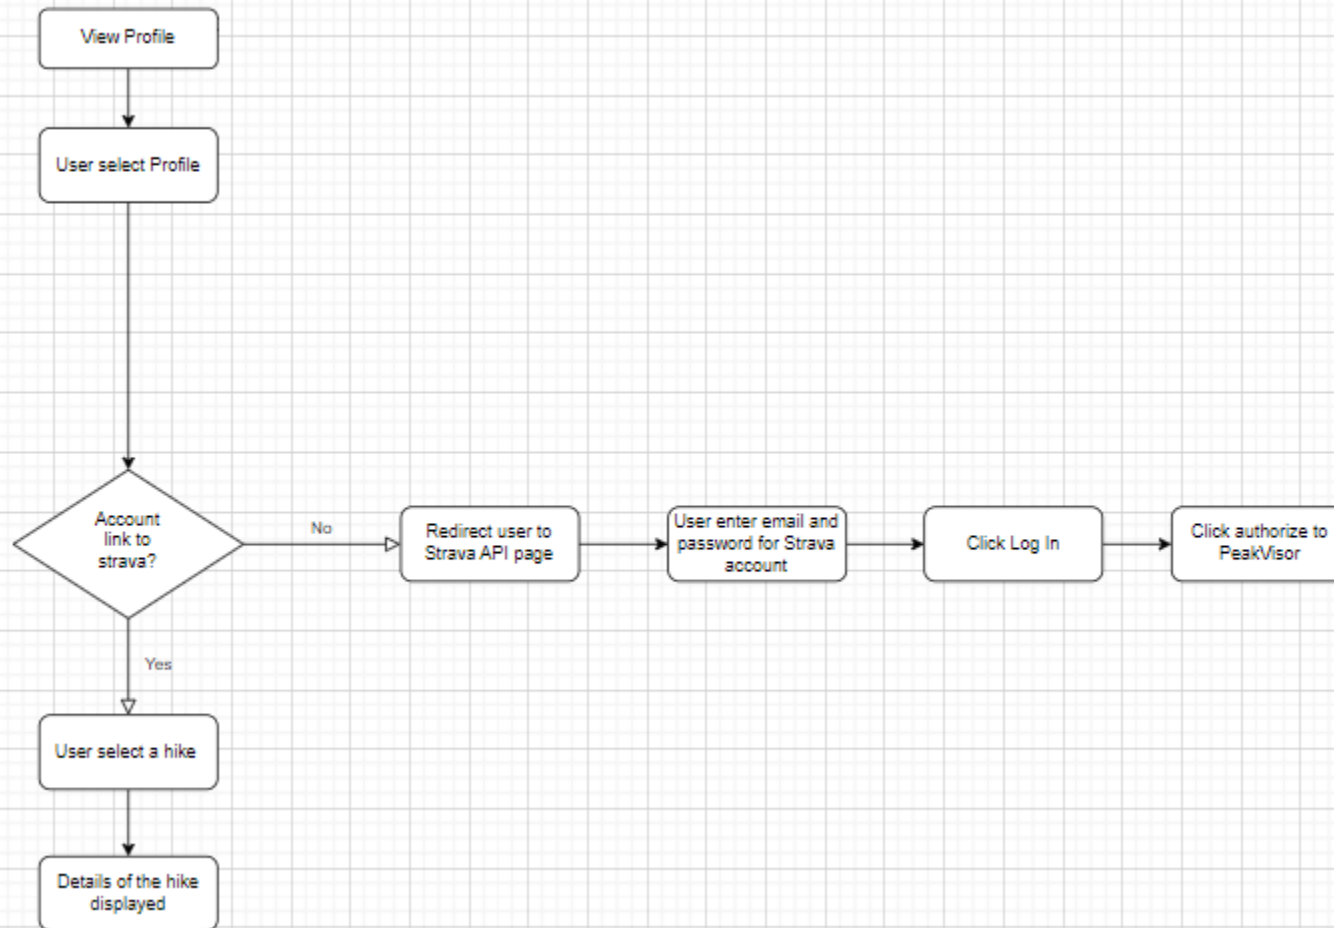 View Profile
User select Profile
Account
link to
strava?
No
Redirect user to
Strava API page
User enter email and
password for Strava
account
Click Log In
Click authorize to
PeakVisor
Yes
User select a hike
Details of the hike
displayed